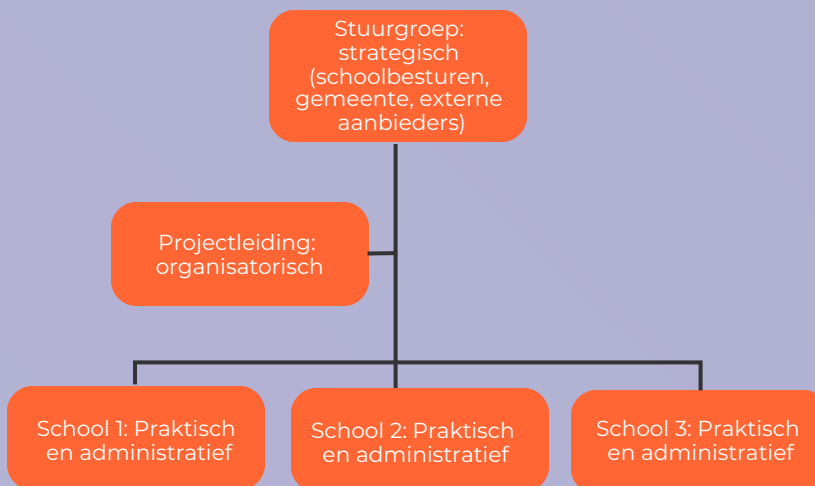 Stuurgroep:
strategisch
(schoolbesturen,
gemeente, externe
aanbieders)
Projectleiding:
organisatorisch
School 1: Praktisch
en administratief
School 2: Praktisch
en administratief
School 3: Praktisch
en administratief